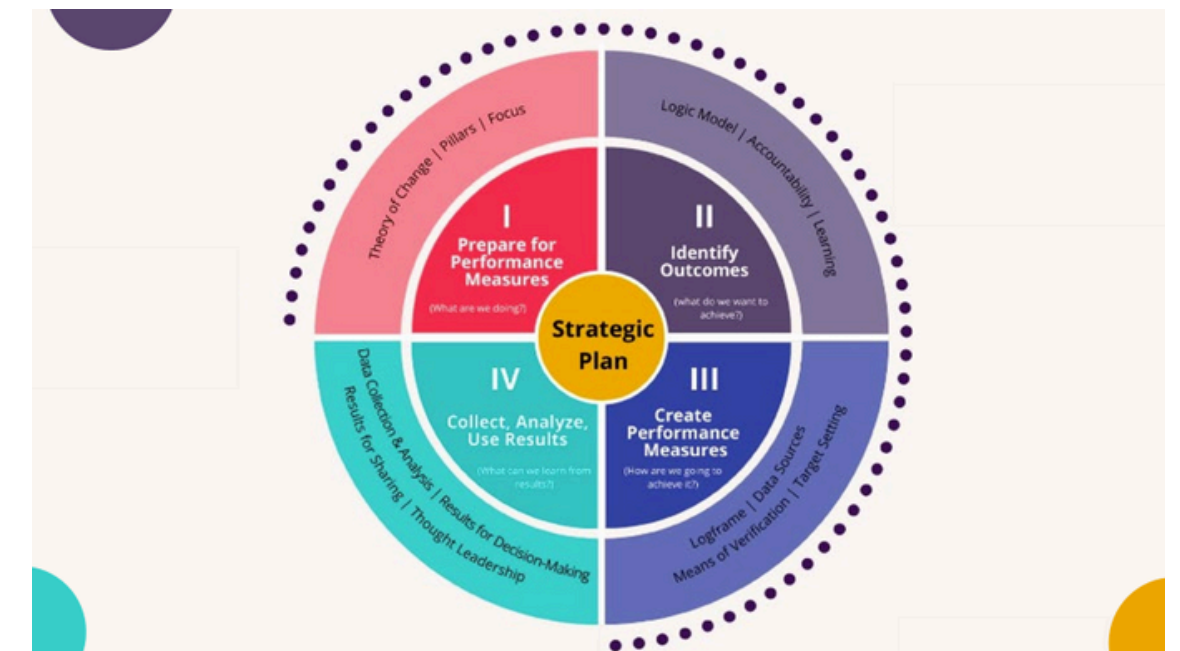 Theory of Change | Pillars | Focus
I
Prepare for
Performance
Measures
(What are we doing?)
Logic Model | Accountability | Learning
II
Identify
Outcomes
(what do we want to
achieve?)
Strategic
Plan
III
Create
Performance
Measures
(How are we going to
achieve it?)
Logframe | Data Sources
Means of Verification | Target Setting
IV
Collect, Analyze,
Use Results
(What can we learn from
results?)
Data Collection & Analysis | Results for Decision-Making
Results for Sharing | Thought Leadership